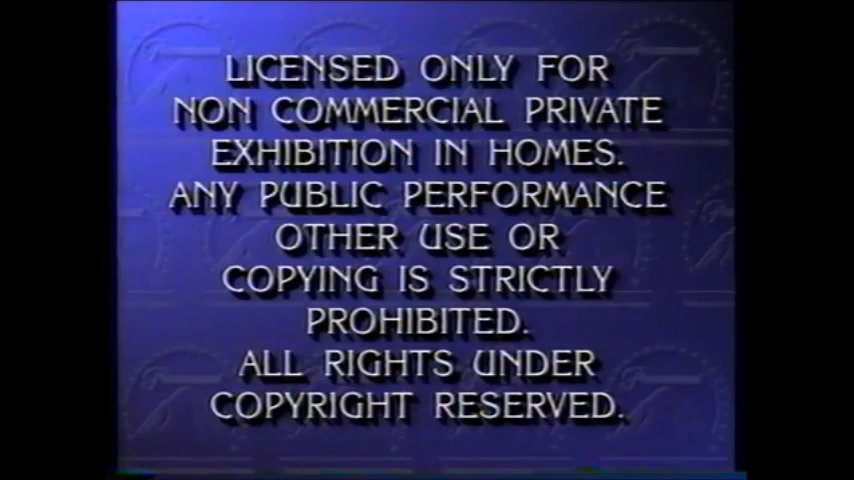 LICENSED ONLY FOR
NON COMMERCIAL PRIVATE
EXHIBITION IN HOMES.
ANY PUBLIC PERFORMANCE
OTHER USE OR
COPYING IS STRICTLY
PROHIBITED.
ALL RIGHTS UNDER
COPYRIGHT RESERVED.